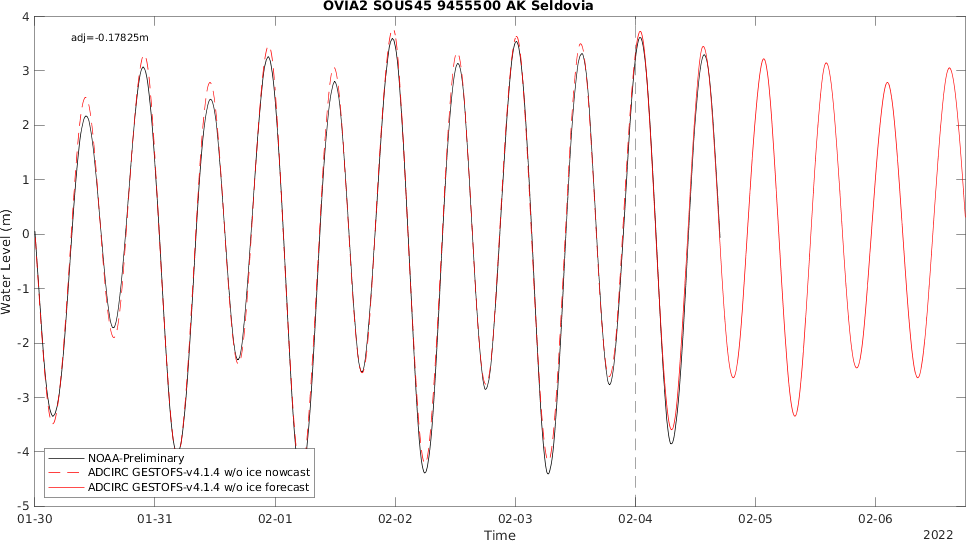 OVIA2 SOUS45 9455500 AK Seldovia
adj=-0.17825m
4
3
2
1
0
-1
-2
-3
-4
-5
Water Level (m)
NOAA-Preliminary
ADCIRC GESTOFS-v4.1.4 w/o ice nowcast
ADCIRC GESTOFS-v4.1.4 w/o ice forecast
01-30 01-31 02-01 02-02 02-03 02-04 02-05 02-06
Time
2022